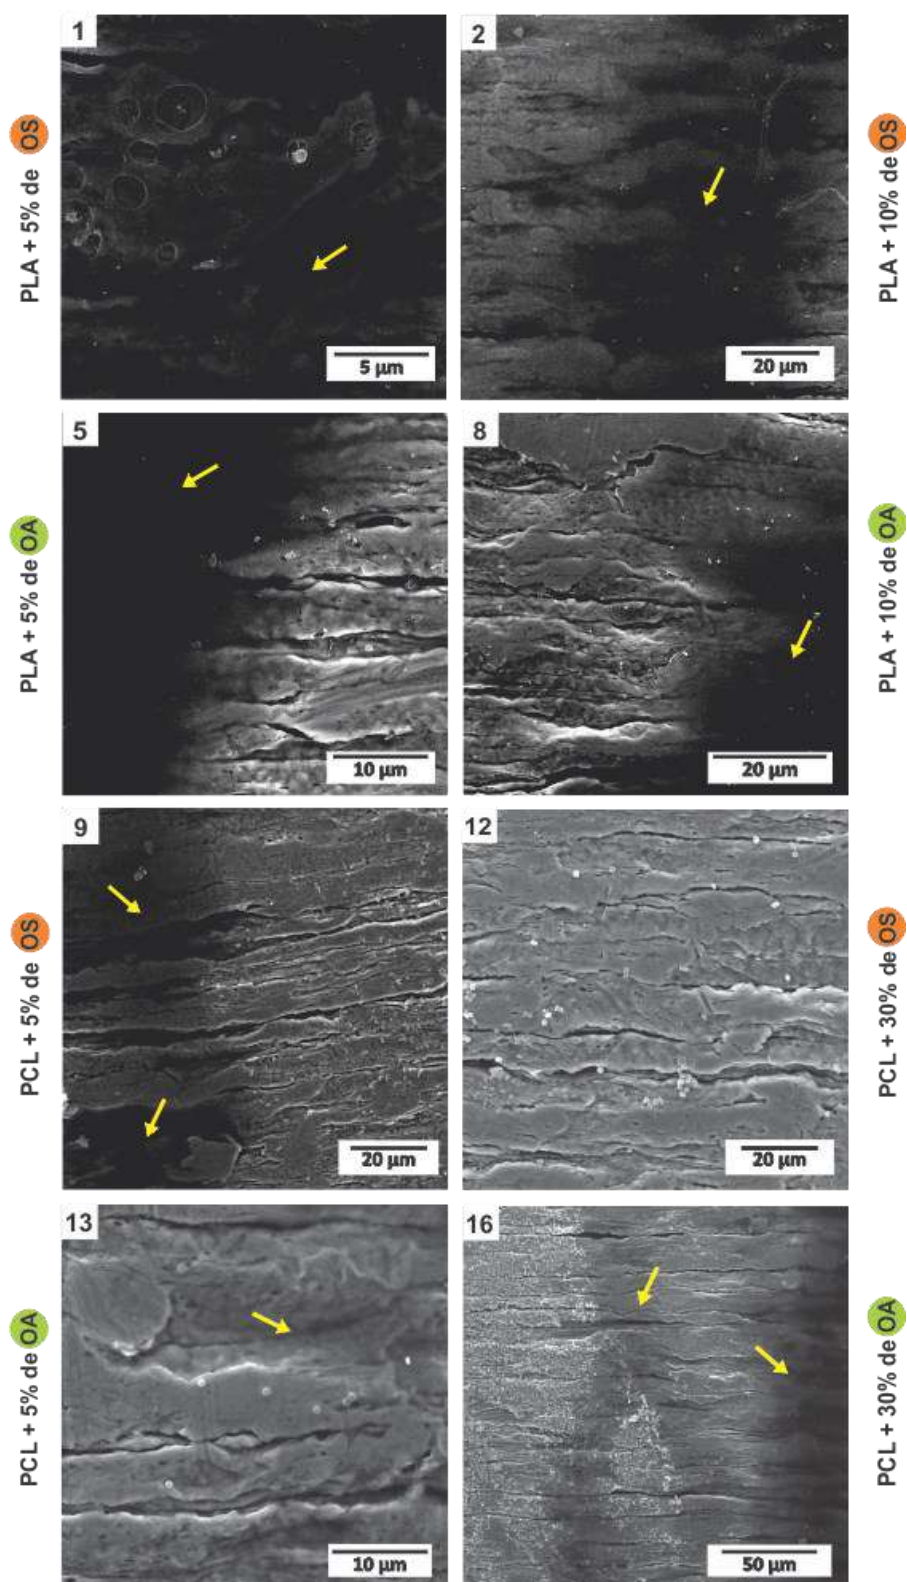 1
2
PLA + 5% de OS
5 µm
20 µm
PLA + 10% de OS
5
8
PLA + 5% de OA
10 µm
20 µm
PLA + 10% de OA
9
12
PCL + 5% de OS
20 µm
20 µm
PCL + 30% de OS
13
16
PCL + 5% de OA
10 µm
50 µm
PCL + 30% de OA